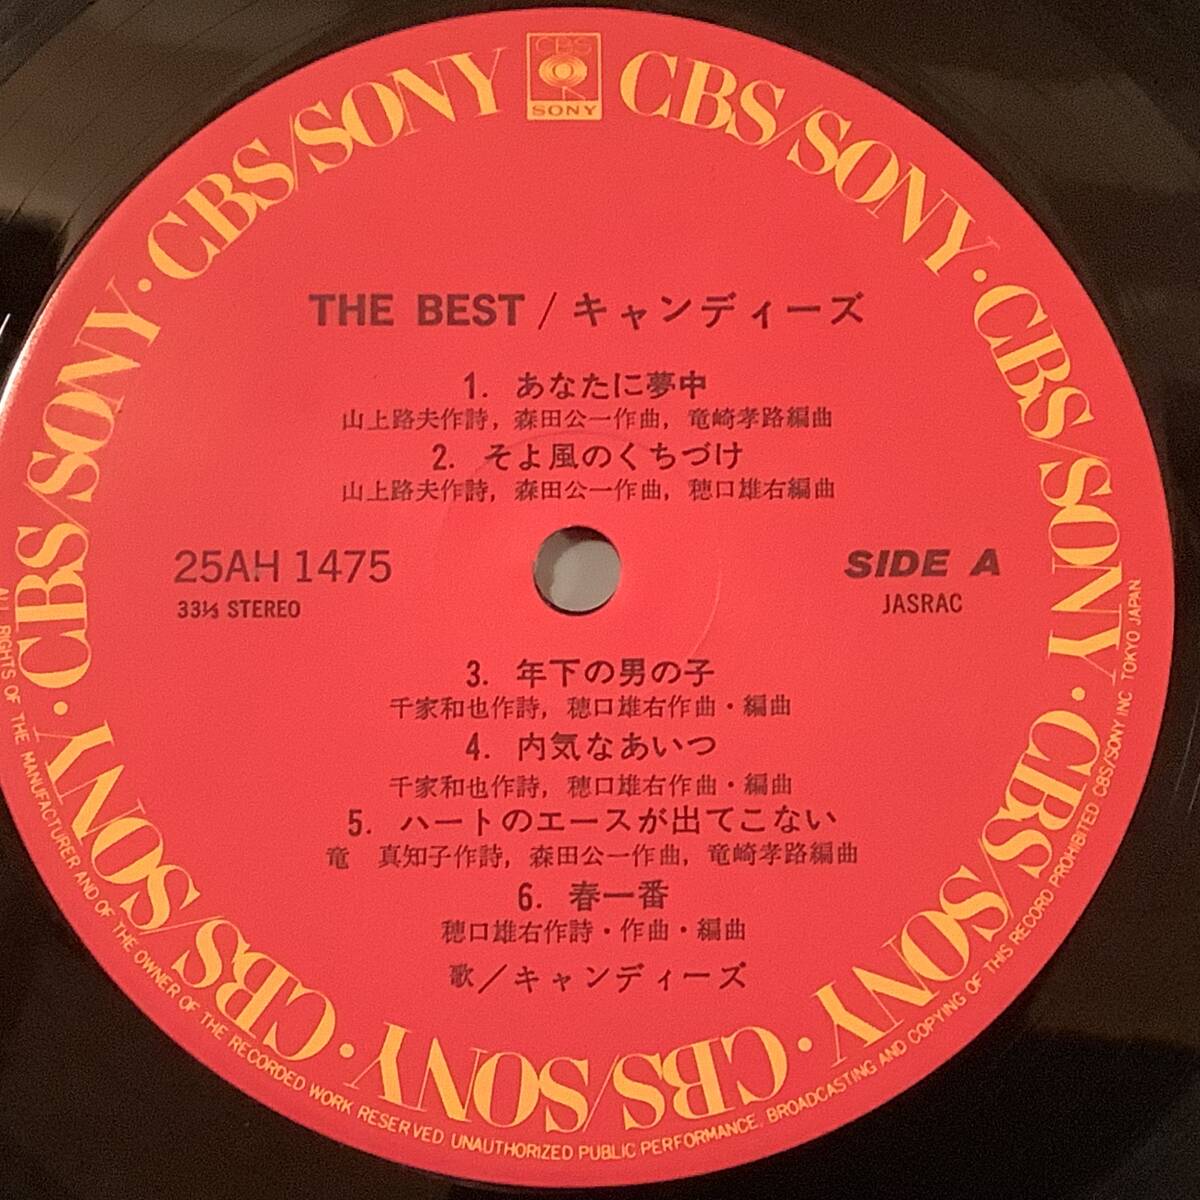 CBS
SONY
CBS/SONY · CBS/SONY · CBS/SONY · CBS/SONY · CBS/SONY · CBS/SONY · CBS/SONY · CBS/SONY
THE BEST / キャンディーズ
1. あなたに夢中
山上路夫作詩, 森田公一作曲, 竜崎孝路編曲
2. そよ風のくちづけ
山上路夫作詩, 森田公一作曲, 穂口雄右編曲
25AH 1475
33⅓ STEREO
SIDE A
JASRAC
3. 年下の男の子
千家和也作詩, 穂口雄右作曲・編曲
4. 内気なあいつ
千家和也作詩, 穂口雄右作曲・編曲
5. ハートのエースが出てこない
竜 真知子作詩, 森田公一作曲, 竜崎孝路編曲
6. 春一番
穂口雄右作詩・作曲・編曲
歌／キャンディーズ
ALL RIGHTS OF THE MANUFACTURER AND OF THE OWNER OF THE RECORDED WORK RESERVED UNAUTHORIZED PUBLIC PERFORMANCE, BROADCASTING AND COPYING OF THIS RECORD PROHIBITED CBS/SONY INC TOKYO JAPAN